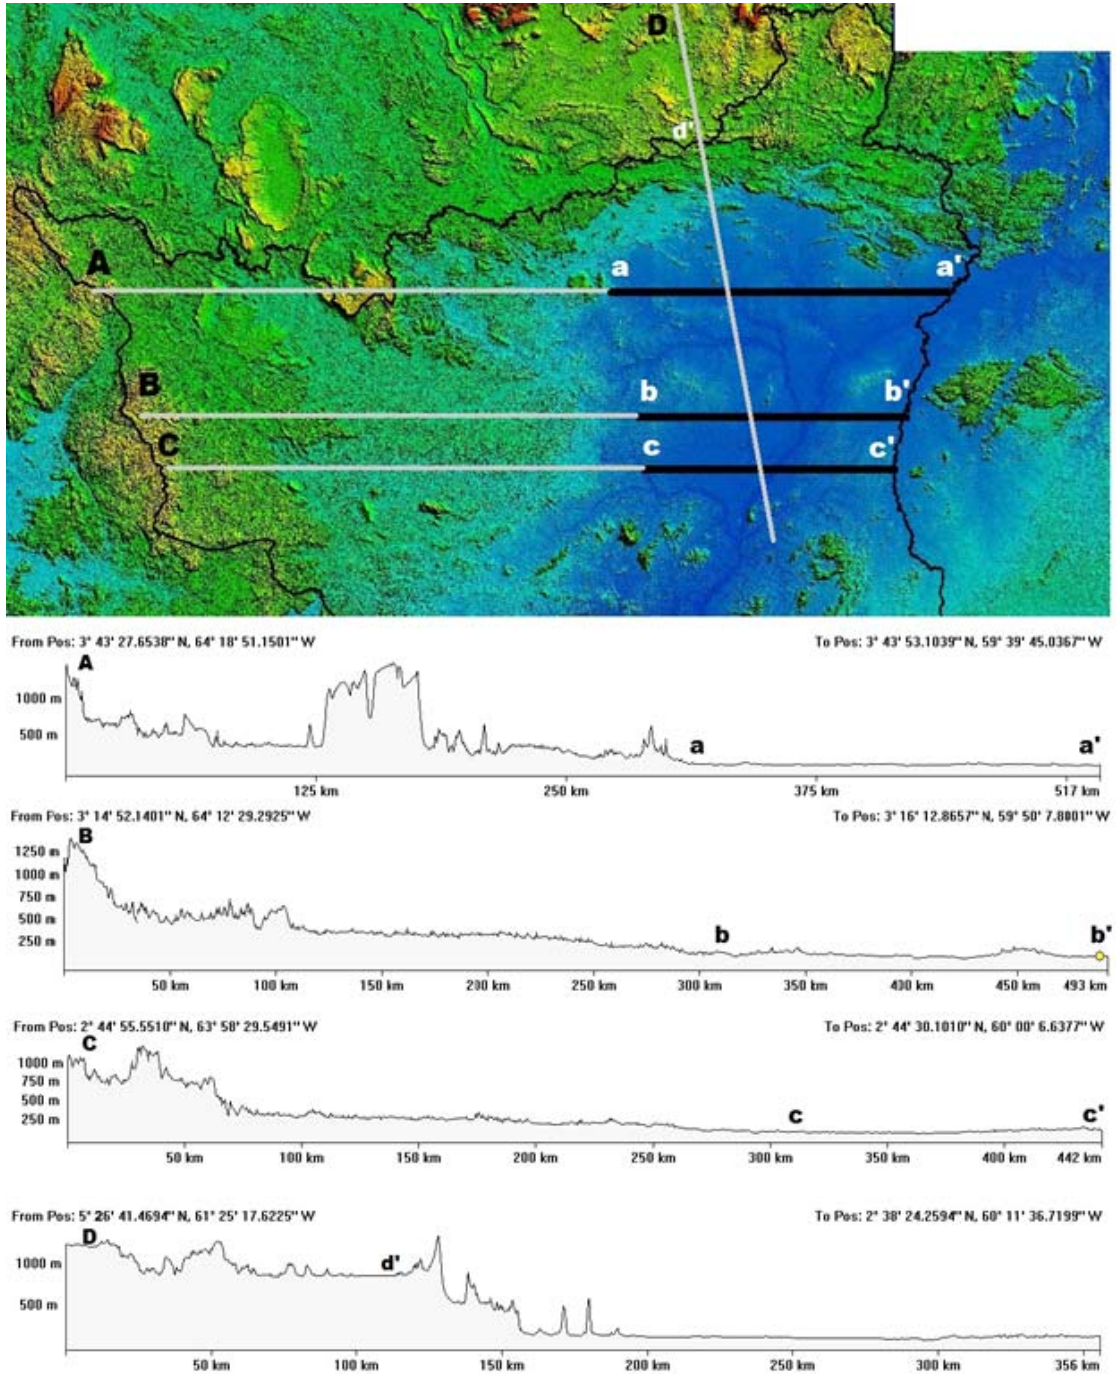 D
d'
A
a
a'
B
b
b'
C
c
c'
From Pos: 3° 43' 27.6538" N, 64° 18' 51.1501" W To Pos: 3° 43' 53.1039" N, 59° 39' 45.0367" W
A
1000 m
500 m
a a'
125 km 250 km 375 km 517 km
From Pos: 3° 14' 52.1401" N, 64° 12' 29.2925" W To Pos: 3° 16' 12.8657" N, 59° 50' 7.8001" W
B
1250 m
1000 m
750 m
500 m
250 m
b b'
50 km 100 km 150 km 200 km 250 km 300 km 350 km 400 km 450 km 493 km
From Pos: 2° 44' 55.5510" N, 63° 58' 29.5491" W To Pos: 2° 44' 30.1010" N, 60° 00' 6.6377" W
C
1000 m
750 m
500 m
250 m
c c'
50 km 100 km 150 km 200 km 250 km 300 km 350 km 400 km 442 km
From Pos: 5° 26' 41.4694" N, 61° 25' 17.6225" W To Pos: 2° 38' 24.2594" N, 60° 11' 36.7199" W
D
1000 m
d'
500 m
50 km 100 km 150 km 200 km 250 km 300 km 356 km